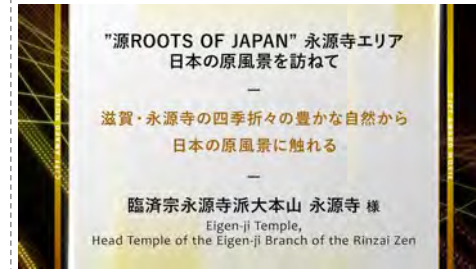 ”源ROOTS OF JAPAN” 永源寺エリア
日本の原風景を訪ねて
—
滋賀・永源寺の四季折々の豊かな自然から
日本の原風景に触れる
—
臨済宗永源寺派大本山 永源寺 様
Eigen-ji Temple,
Head Temple of the Eigen-ji Branch of the Rinzai Zen